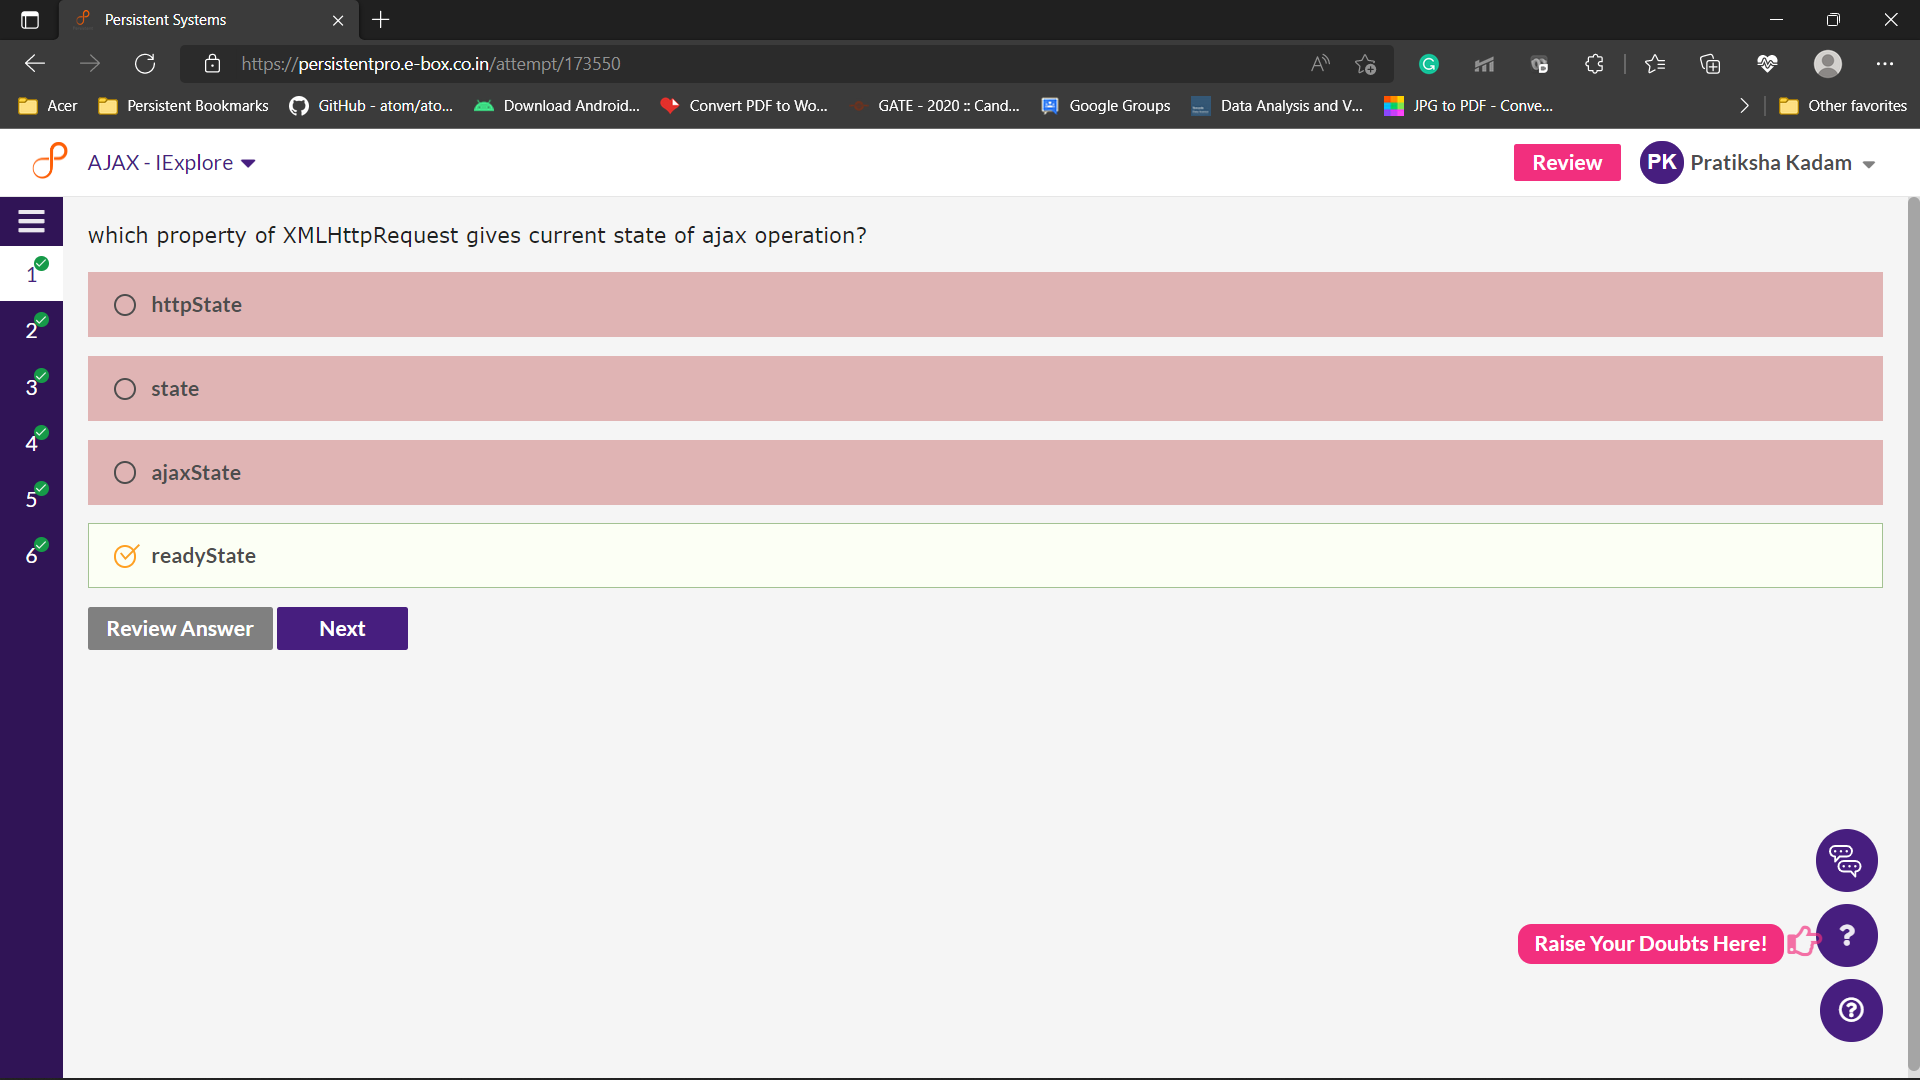 Persistent Systems
https://persistentpro.e-box.co.in/attempt/173550
Acer
Persistent Bookmarks
GitHub - atom/ato...
Download Android...
Convert PDF to Wo...
GATE - 2020 :: Cand...
Google Groups
Data Analysis and V...
JPG to PDF - Conve...
Other favorites
AJAX - IExplore
Review
PK Pratiksha Kadam
which property of XMLHttpRequest gives current state of ajax operation?
1
httpState
2
state
3
ajaxState
4
5
readyState
6
Review Answer
Next
Raise Your Doubts Here!
?
?